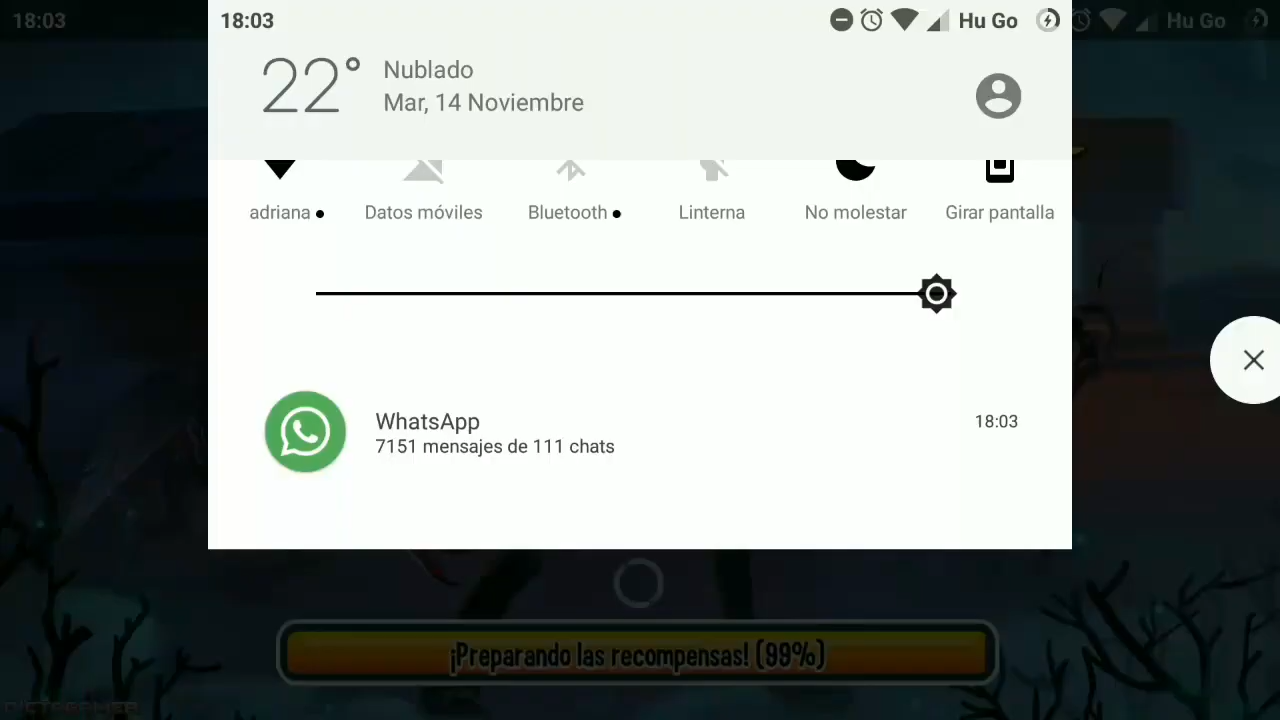 18:03
18:03
Hu Go
Hu Go
22°
Nublado
Mar, 14 Noviembre
adriana
Datos móviles
Bluetooth
Linterna
No molestar
Girar pantalla
WhatsApp
18:03
7151 mensajes de 111 chats
¡Preparando las recompensas! (99%)